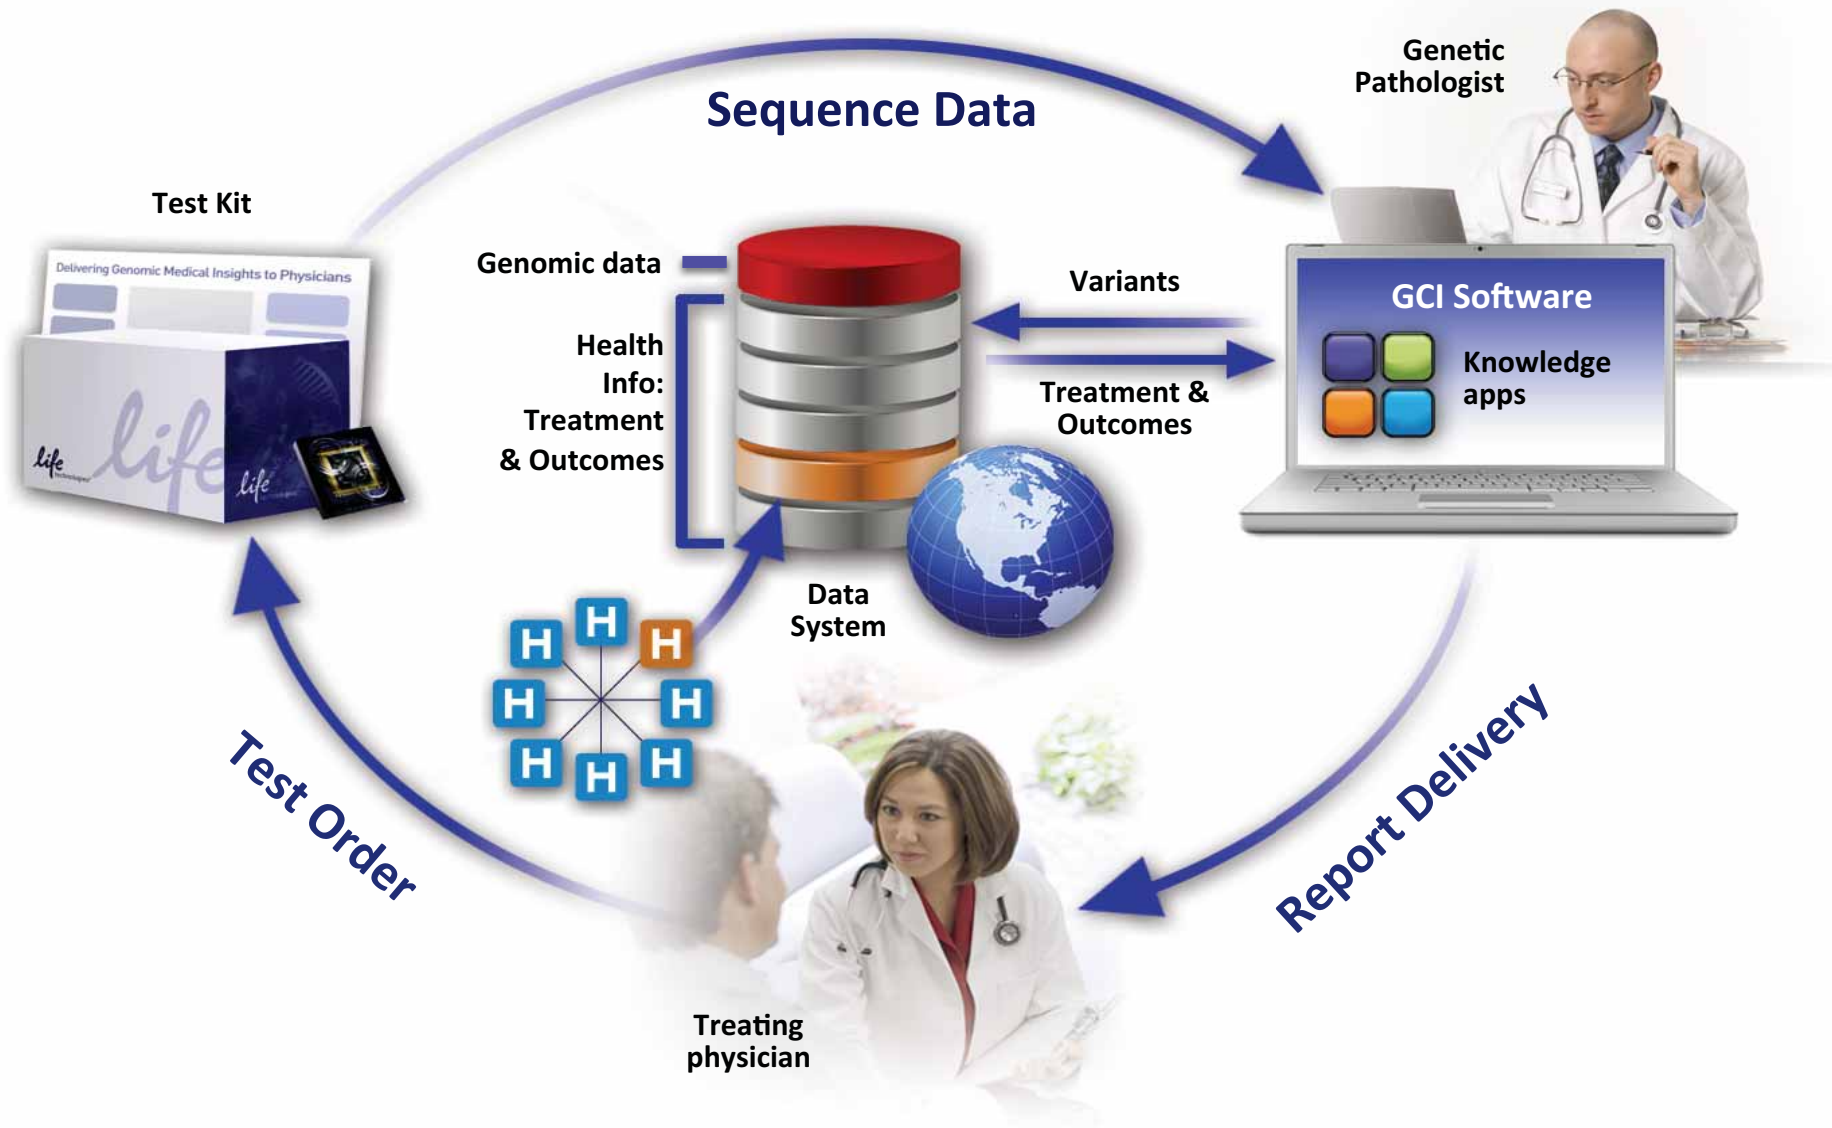 Genetic
Pathologist
Sequence Data
Test Kit
Delivering Genomic Medical Insights to Physicians
life
technologies
life
life
Genomic data
Health
Info:
Treatment
& Outcomes
Variants
Treatment &
Outcomes
GCI Software
Knowledge
apps
Data
System
H
H
H
H
H
H
H
H
Test Order
Report Delivery
Treating
physician